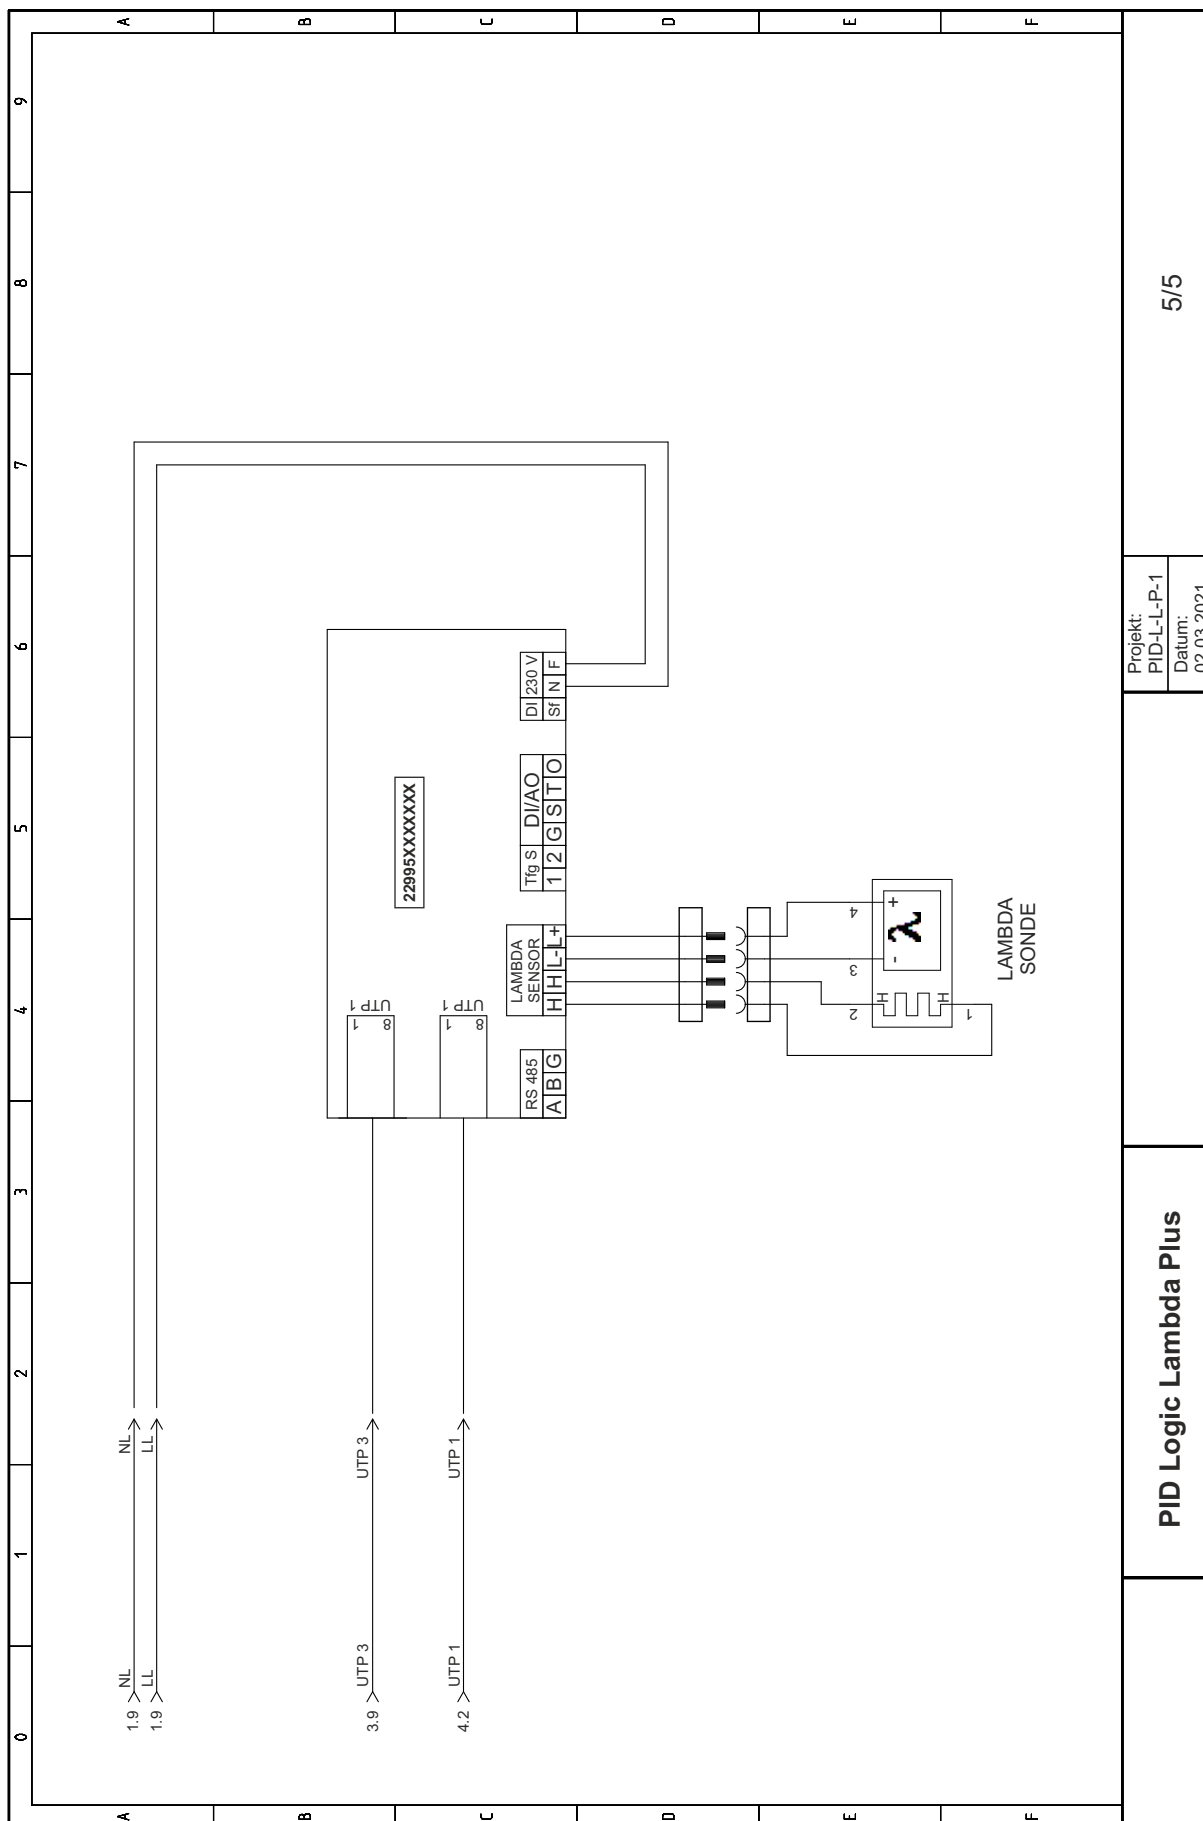 0 1 2 3 4 5 6 7 8 9
A A
1.9 NL NL
1.9 LL LL
B B
3.9 UTP 3 UTP 3
1 8
UTP 1
22995XXXXXXX
C C
4.2 UTP 1 UTP 1
1 8
UTP 1
RS 485
A B G
LAMBDA
SENSOR
H H L- L+
Tfg S DI/AO
1 2 G S T O
DI 230 V
Sf N F
D D
E E
2 3 4
H - λ +
H
1
LAMBDA
SONDE
F F
PID Logic Lambda Plus
Projekt:
PID-L-L-P-1
Datum:
02.03.2021
5/5